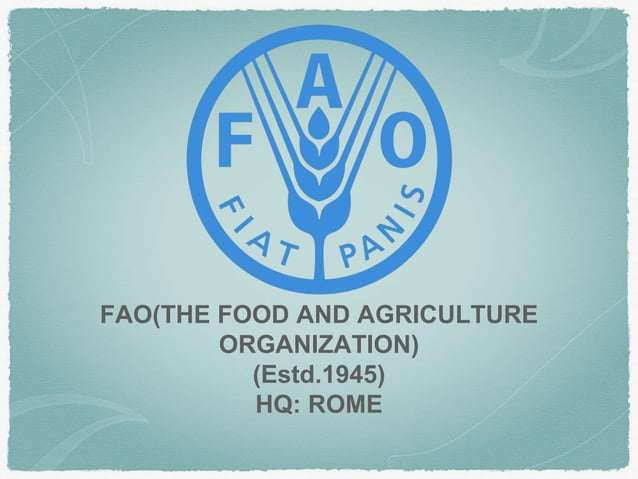 F A O
FIAT PANIS
FAO(THE FOOD AND AGRICULTURE
ORGANIZATION)
(Estd.1945)
HQ: ROME